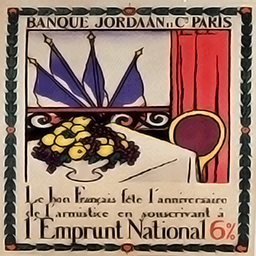 BANQUE JORDAAN ET Cie PARIS
Le bon Français fête l'anniversaire
de l'armistice en souscrivant à
l'Emprunt National 6%